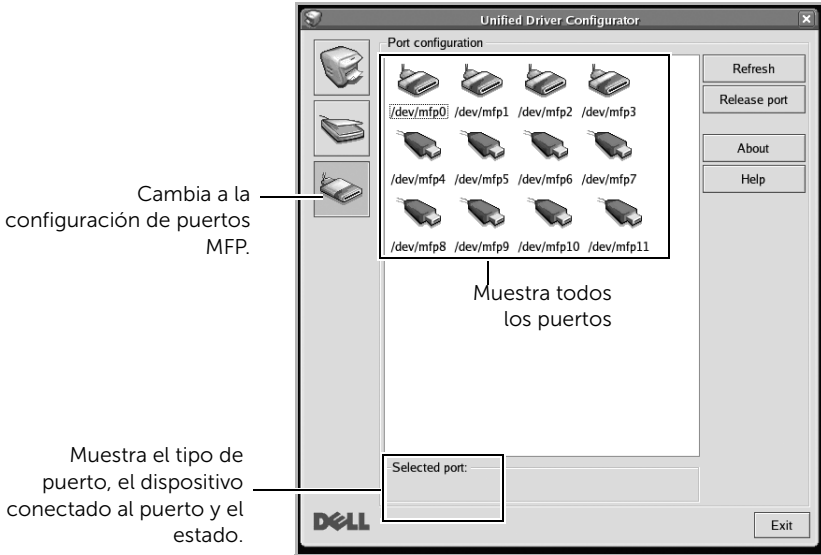 Unified Driver Configurator
Port configuration
/dev/mfp0 /dev/mfp1 /dev/mfp2 /dev/mfp3
/dev/mfp4 /dev/mfp5 /dev/mfp6 /dev/mfp7
/dev/mfp8 /dev/mfp9 /dev/mfp10 /dev/mfp11
Refresh
Release port
About
Help
Cambia a la
configuración de puertos
MFP.
Muestra todos
los puertos
Muestra el tipo de
puerto, el dispositivo
conectado al puerto y el
estado.
Selected port:
DELL
Exit